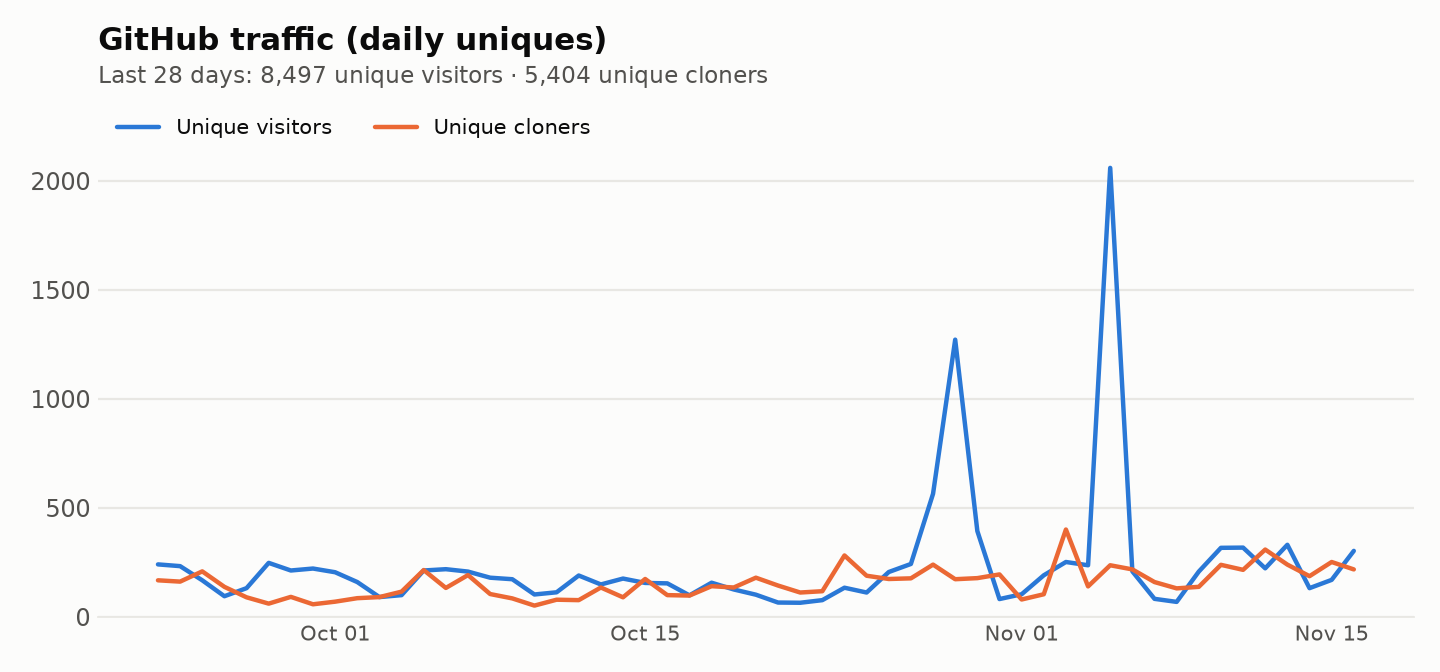 GitHub traffic (daily uniques)
Last 28 days: 8,497 unique visitors · 5,404 unique cloners
Unique visitors Unique cloners
2000
1500
1000
500
0
Oct 01 Oct 15 Nov 01 Nov 15